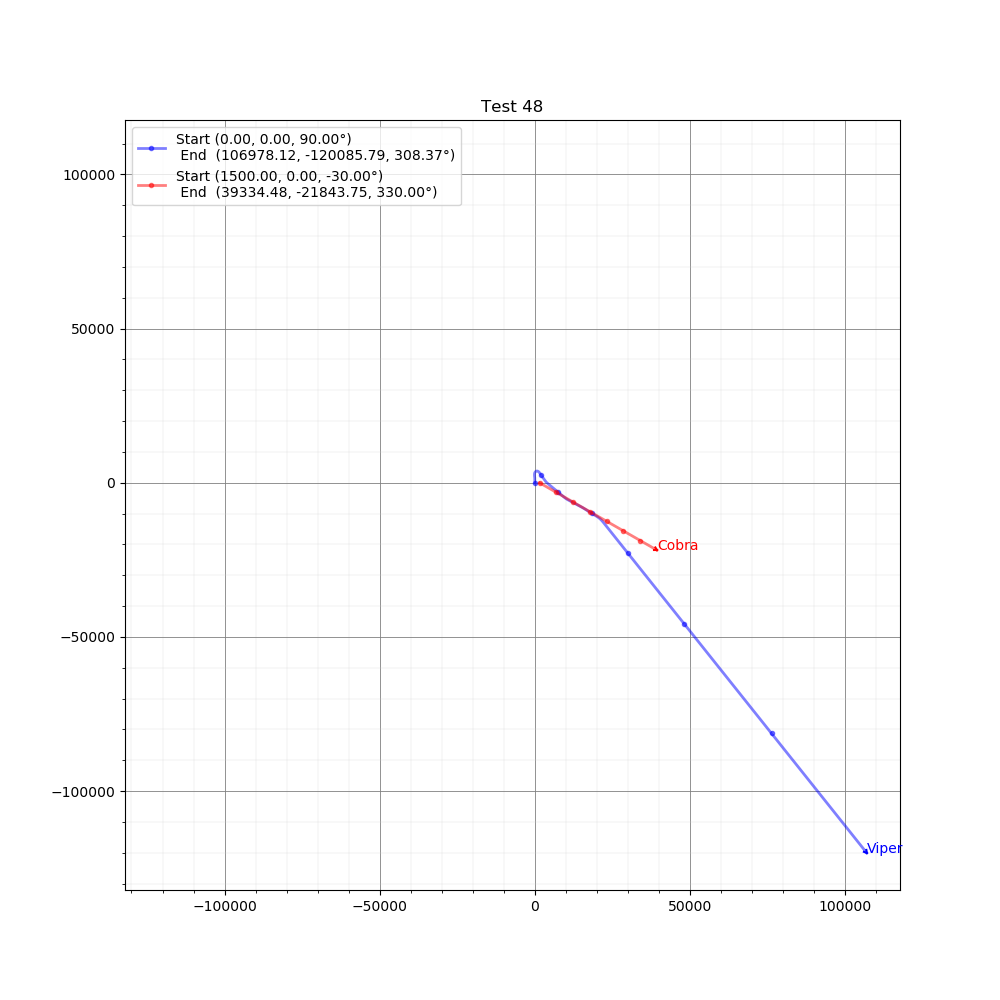 Test 48
Start (0.00, 0.00, 90.00°)
End  (106978.12, -120085.79, 308.37°)
Start (1500.00, 0.00, -30.00°)
End  (39334.48, -21843.75, 330.00°)
100000
50000
0
−50000
−100000
Cobra
Viper
−100000
−50000
0
50000
100000